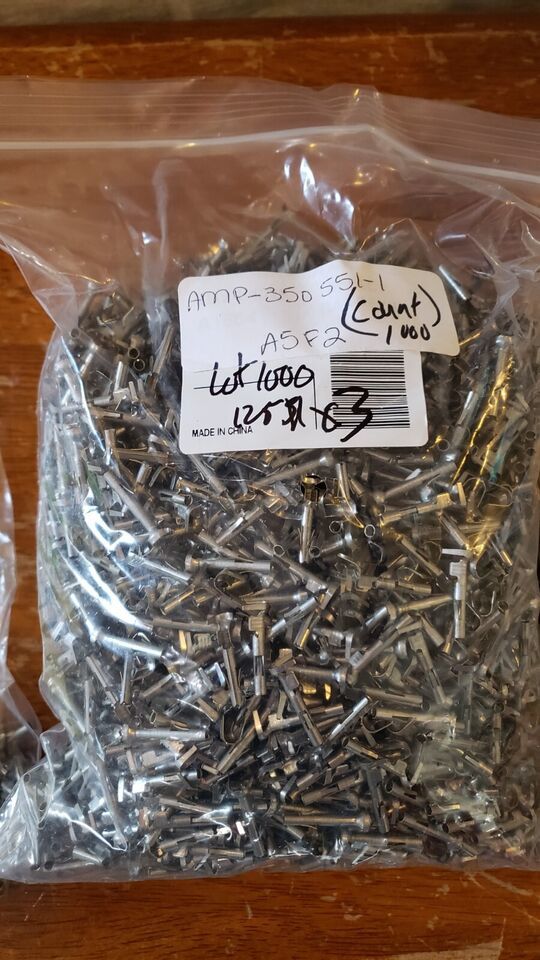 AMP-350551-1
(Count)
1000
A5F2
Lot 1000
MADE IN CHINA